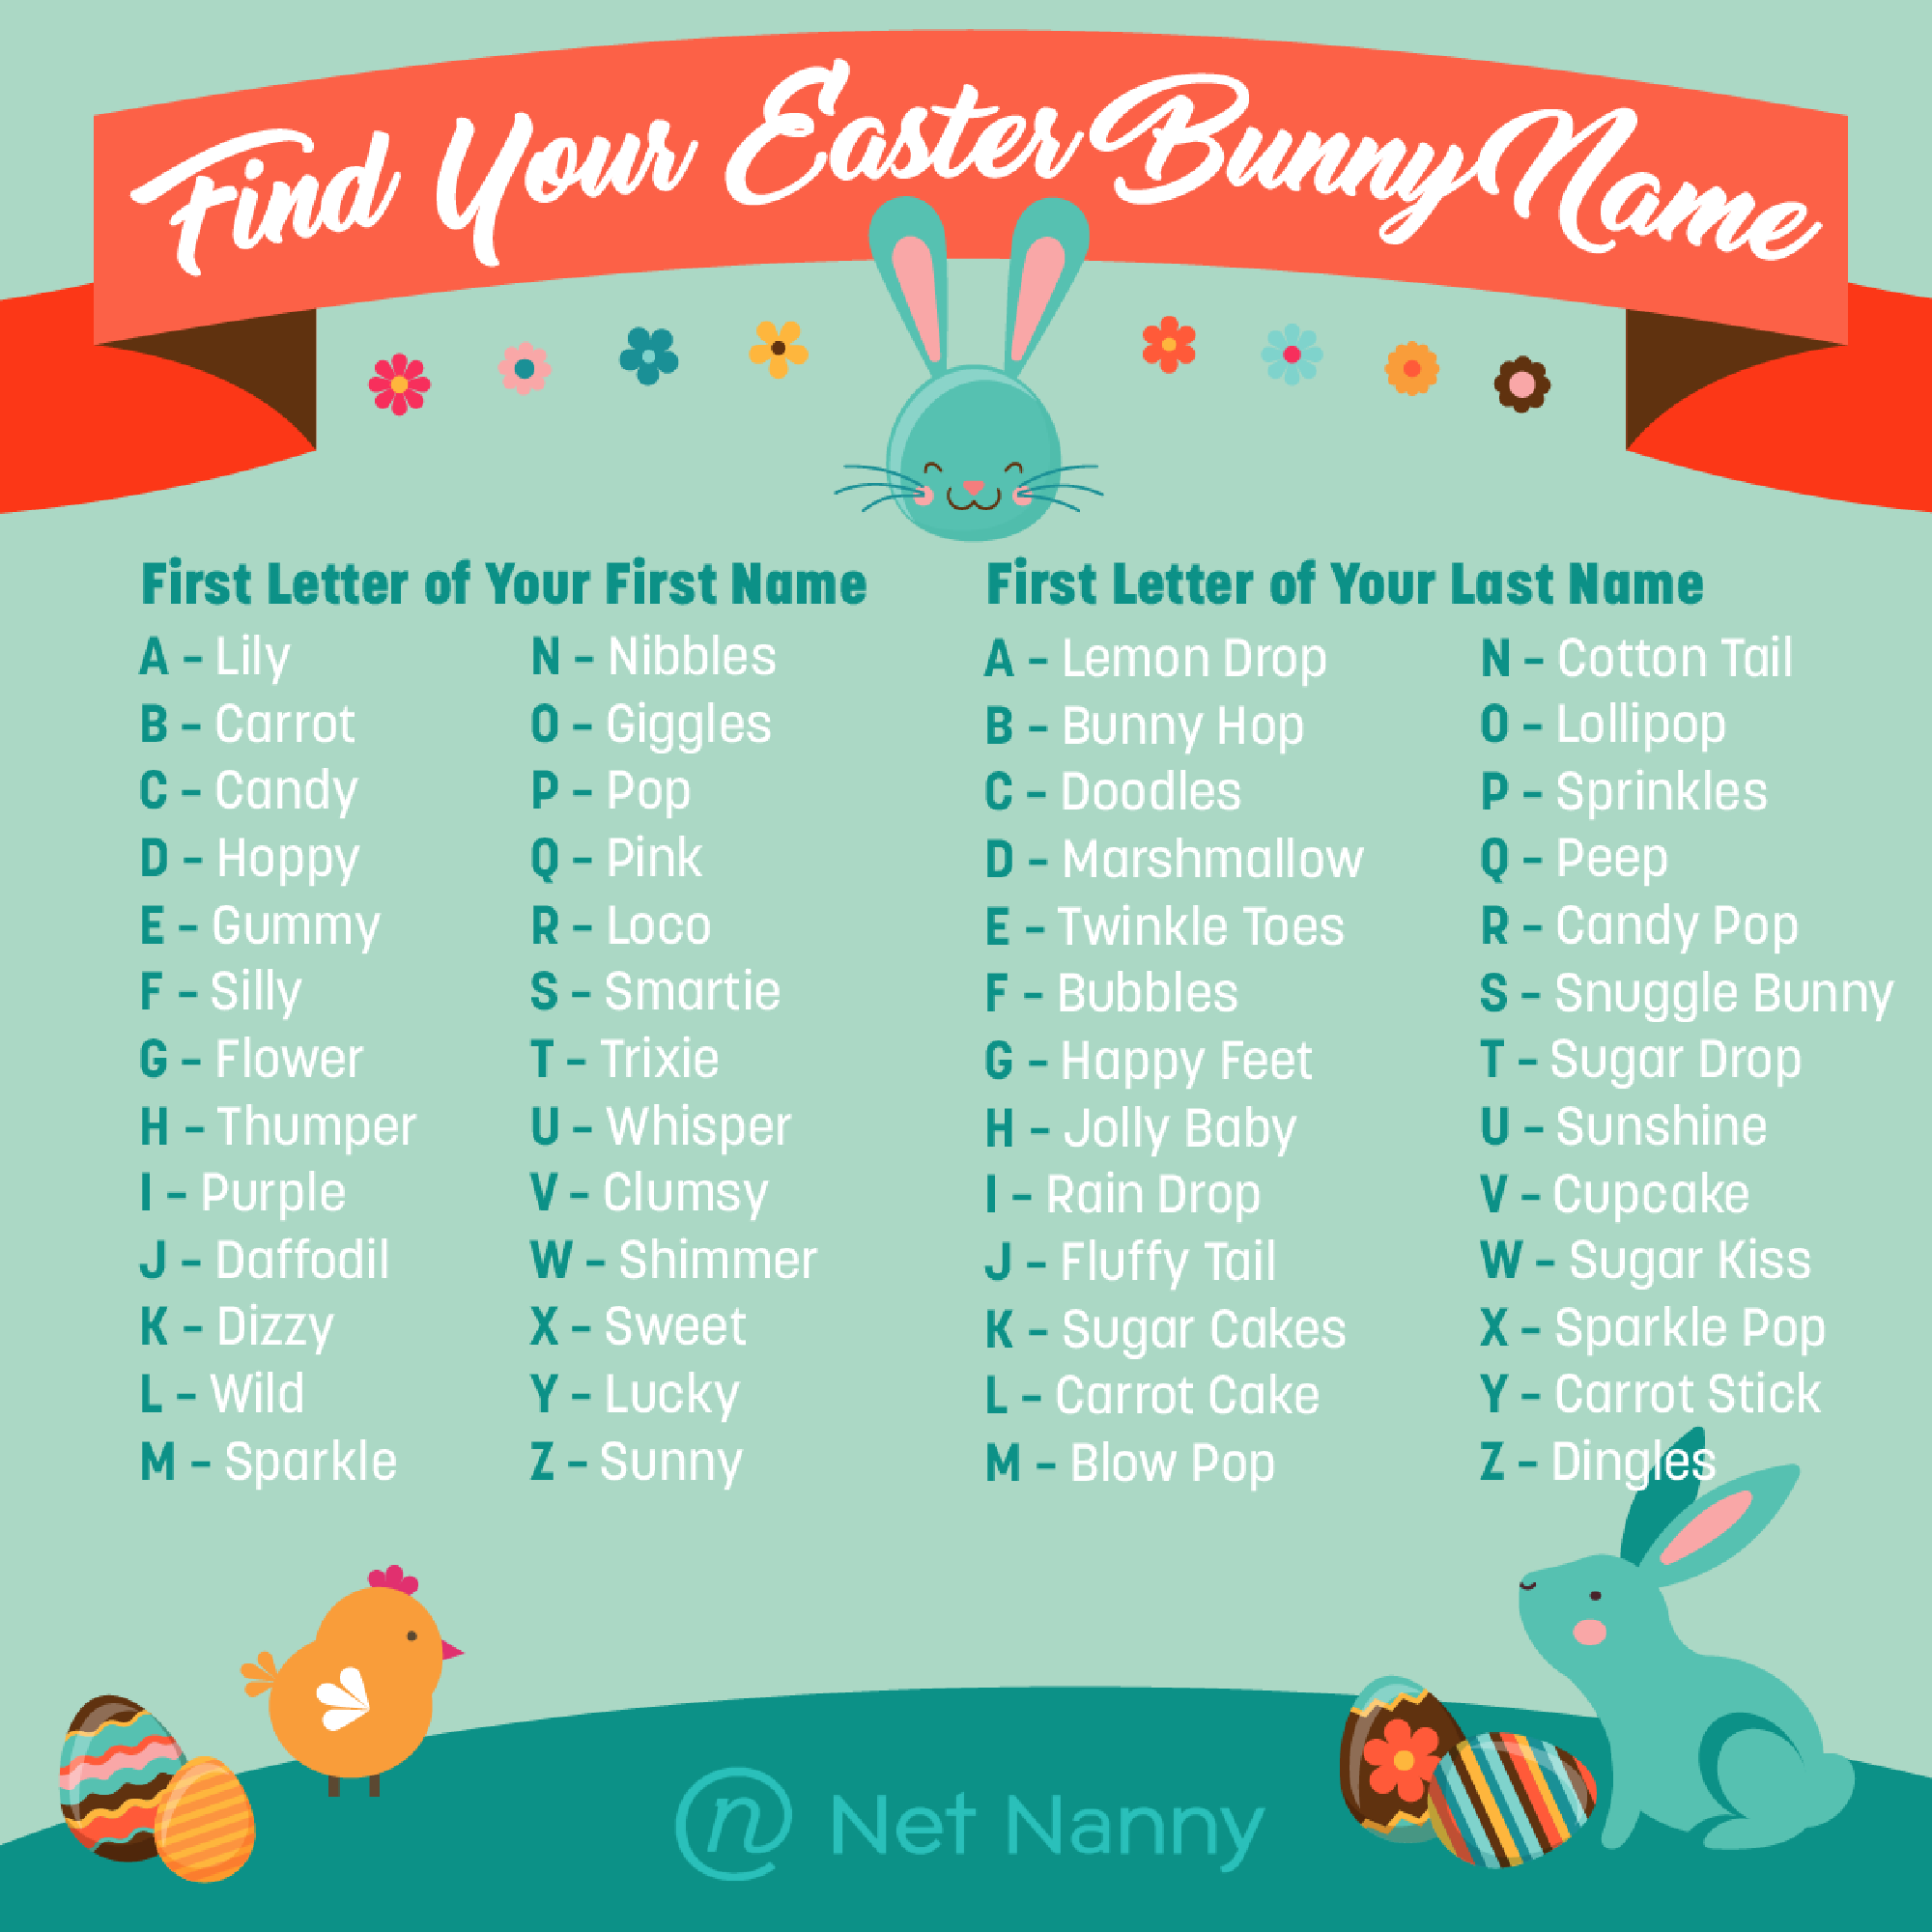 Find Your Easter Bunny Name
First Letter of Your First Name
A – Lily
B – Carrot
C – Candy
D – Hoppy
E – Gummy
F – Silly
G – Flower
H – Thumper
I – Purple
J – Daffodil
K – Dizzy
L – Wild
M – Sparkle
N – Nibbles
O – Giggles
P – Pop
Q – Pink
R – Loco
S – Smartie
T – Trixie
U – Whisper
V – Clumsy
W – Shimmer
X – Sweet
Y – Lucky
Z – Sunny
First Letter of Your Last Name
A – Lemon Drop
B – Bunny Hop
C – Doodles
D – Marshmallow
E – Twinkle Toes
F – Bubbles
G – Happy Feet
H – Jolly Baby
I – Rain Drop
J – Fluffy Tail
K – Sugar Cakes
L – Carrot Cake
M – Blow Pop
N – Cotton Tail
O – Lollipop
P – Sprinkles
Q – Peep
R – Candy Pop
S – Snuggle Bunny
T – Sugar Drop
U – Sunshine
V – Cupcake
W – Sugar Kiss
X – Sparkle Pop
Y – Carrot Stick
Z – Dingles
n Net Nanny